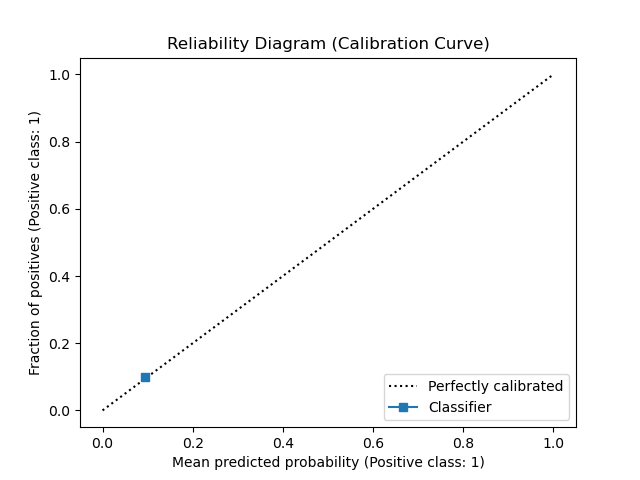 Reliability Diagram (Calibration Curve)
Fraction of positives (Positive class: 1)
1.0
0.8
0.6
0.4
0.2
0.0
Perfectly calibrated
Classifier
0.0 0.2 0.4 0.6 0.8 1.0
Mean predicted probability (Positive class: 1)